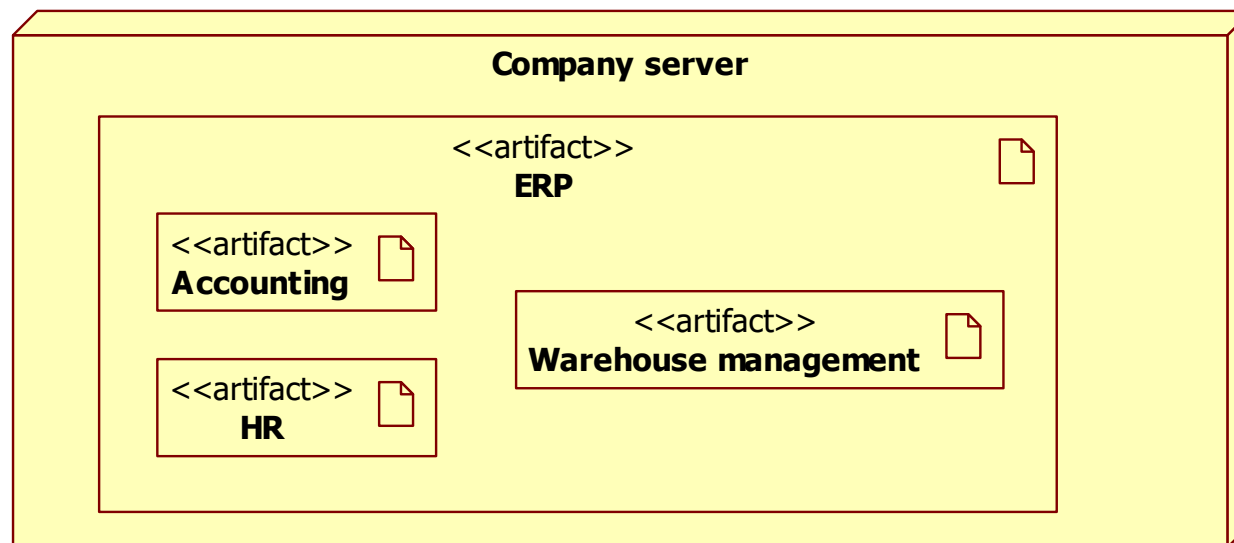 Company server
<<artifact>>
ERP
<<artifact>>
Accounting
<<artifact>>
Warehouse management
<<artifact>>
HR